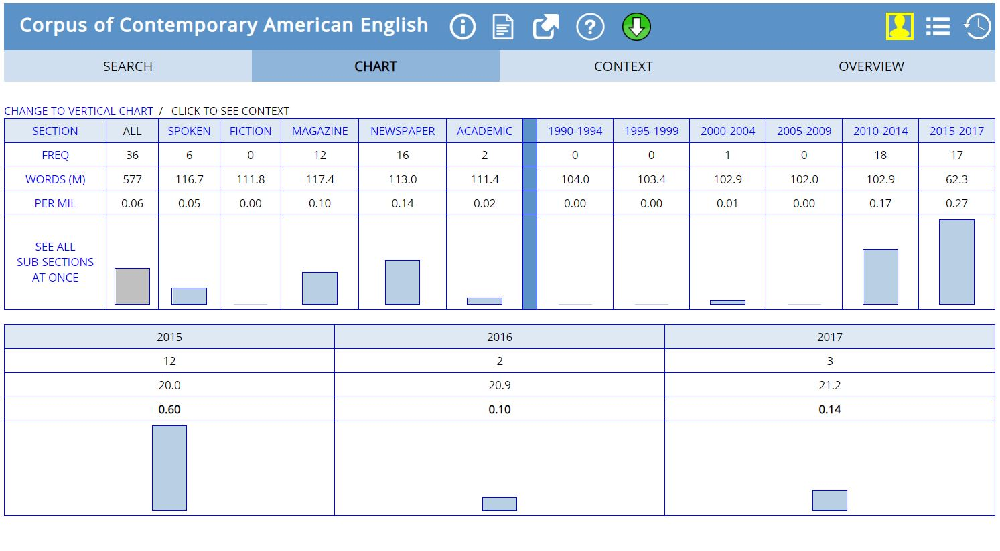 Corpus of Contemporary American English
SEARCH CHART CONTEXT OVERVIEW
CHANGE TO VERTICAL CHART / CLICK TO SEE CONTEXT
SECTION ALL SPOKEN FICTION MAGAZINE NEWSPAPER ACADEMIC 1990-1994 1995-1999 2000-2004 2005-2009 2010-2014 2015-2017
FREQ 36 6 0 12 16 2 0 0 1 0 18 17
WORDS (M) 577 116.7 111.8 117.4 113.0 111.4 104.0 103.4 102.9 102.0 102.9 62.3
PER MIL 0.06 0.05 0.00 0.10 0.14 0.02 0.00 0.00 0.01 0.00 0.17 0.27
SEE ALL
SUB-SECTIONS
AT ONCE
2015 2016 2017
12 2 3
20.0 20.9 21.2
0.60 0.10 0.14